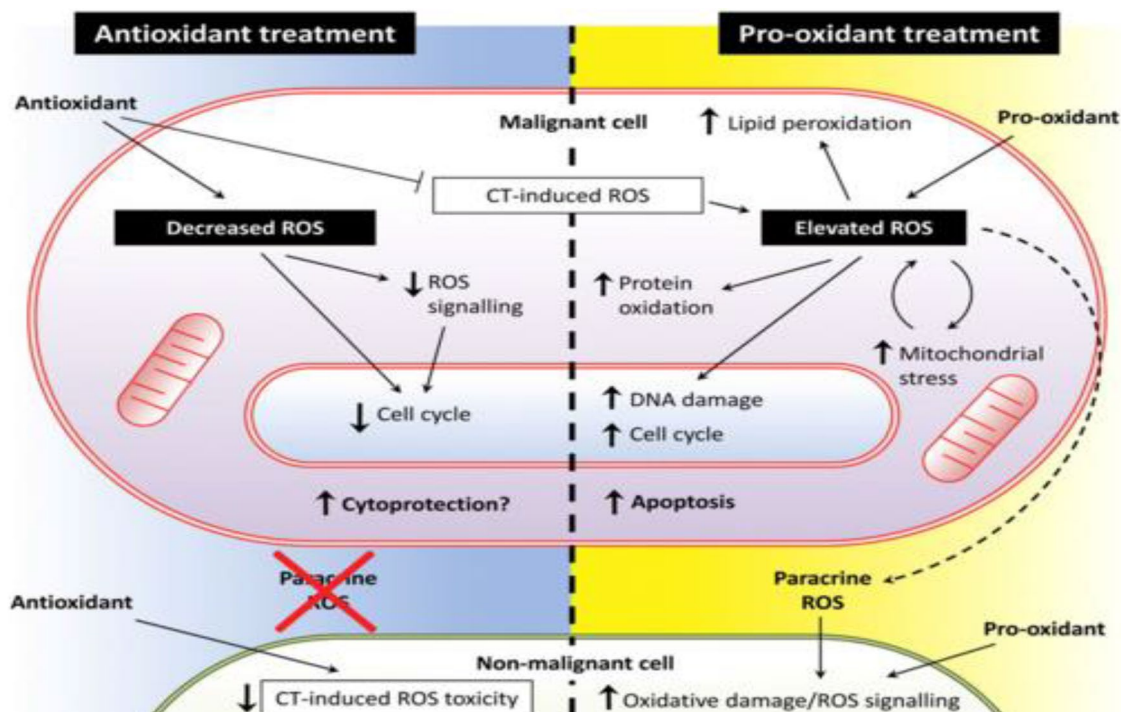 Antioxidant treatment
Pro-oxidant treatment
Antioxidant
Malignant cell
↑ Lipid peroxidation
Pro-oxidant
CT-induced ROS
Decreased ROS
Elevated ROS
↓ ROS
signalling
↑ Protein
oxidation
↑ Mitochondrial
stress
↓ Cell cycle
↑ DNA damage
↑ Cell cycle
↑ Cytoprotection?
↑ Apoptosis
Paracrine
ROS
Paracrine
ROS
Antioxidant
Pro-oxidant
Non-malignant cell
↓ CT-induced ROS toxicity
↑ Oxidative damage/ROS signalling